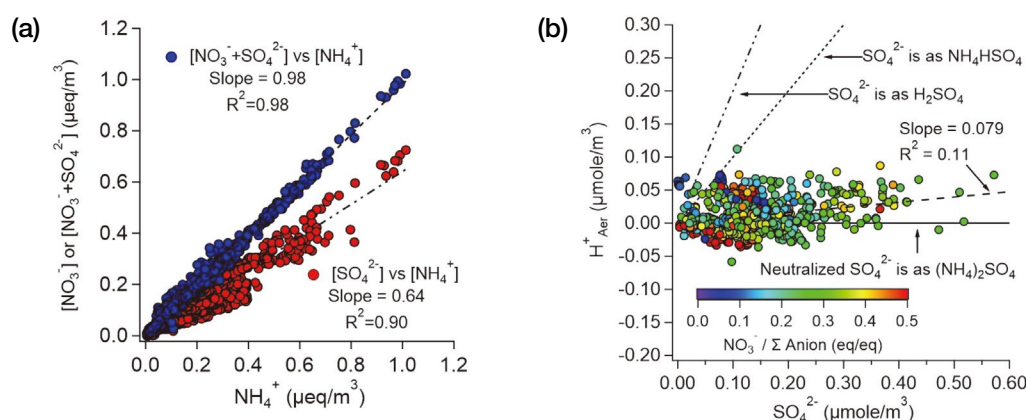 (a)
1.2
1.0
0.8
0.6
0.4
0.2
0.0
[NO₃⁻] or [NO₃⁻+SO₄²⁻] (µeq/m³)
[NO₃⁻+SO₄²⁻] vs [NH₄⁺]
Slope = 0.98
R²=0.98
[SO₄²⁻] vs [NH₄⁺]
Slope = 0.64
R²=0.90
0.0 0.2 0.4 0.6 0.8 1.0 1.2
NH₄⁺ (µeq/m³)
(b)
0.30
0.25
0.20
0.15
0.10
0.05
0.00
-0.05
-0.10
-0.15
-0.20
H⁺Aer (µmole/m³)
SO₄²⁻ is as NH₄HSO₄
SO₄²⁻ is as H₂SO₄
Slope = 0.079
R² = 0.11
Neutralized SO₄²⁻ is as (NH₄)₂SO₄
0.0 0.1 0.2 0.3 0.4 0.5
NO₃⁻ / Σ Anion (eq/eq)
0.00 0.10 0.20 0.30 0.40 0.50 0.60
SO₄²⁻ (µmole/m³)